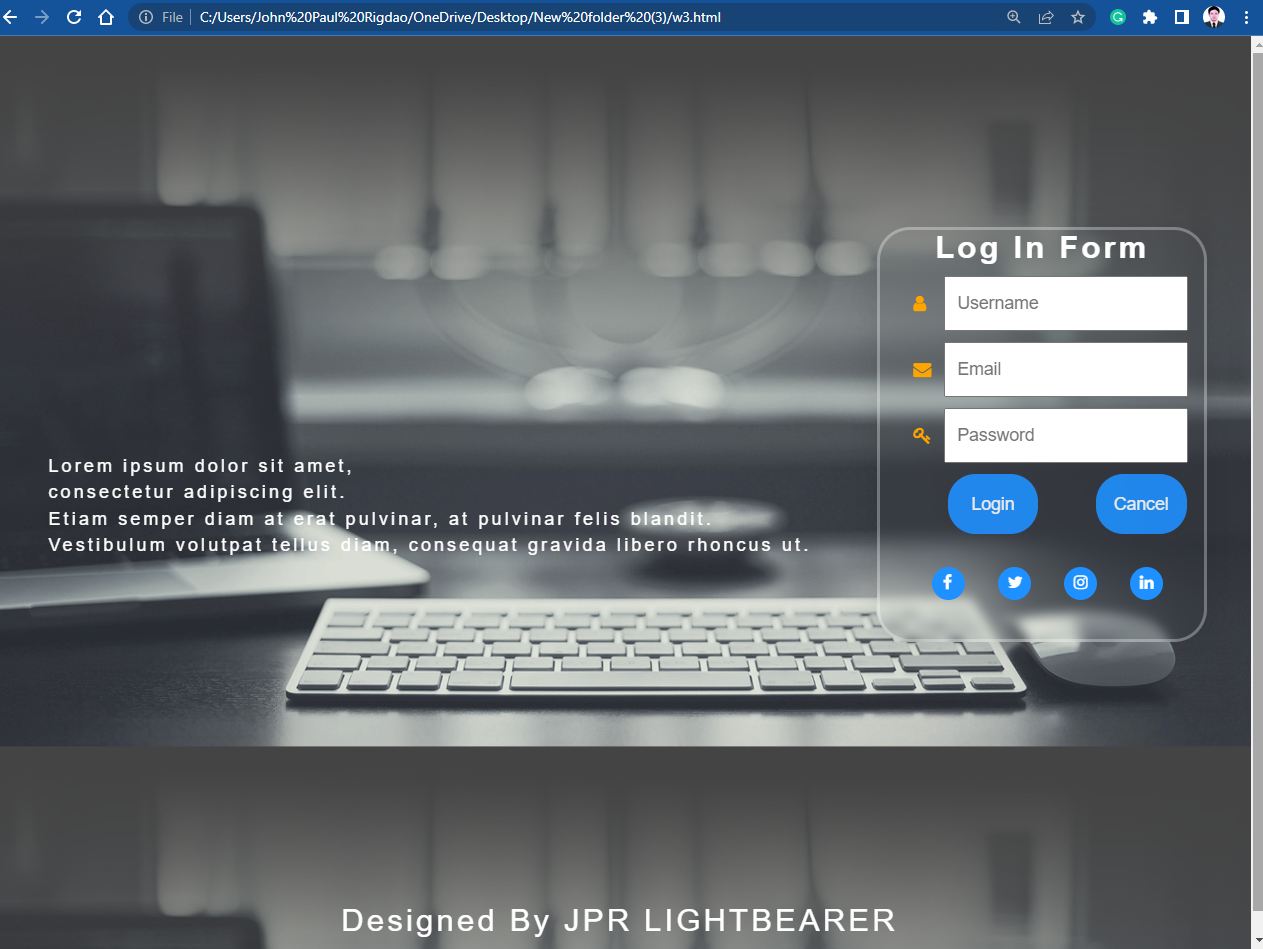 File
C:/Users/John%20Paul%20Rigdao/OneDrive/Desktop/New%20folder%20(3)/w3.html
Log In Form
Username
Email
Password
Login
Cancel
Lorem ipsum dolor sit amet,
consectetur adipiscing elit.
Etiam semper diam at erat pulvinar, at pulvinar felis blandit.
Vestibulum volutpat tellus diam, consequat gravida libero rhoncus ut.
Designed By JPR LIGHTBEARER